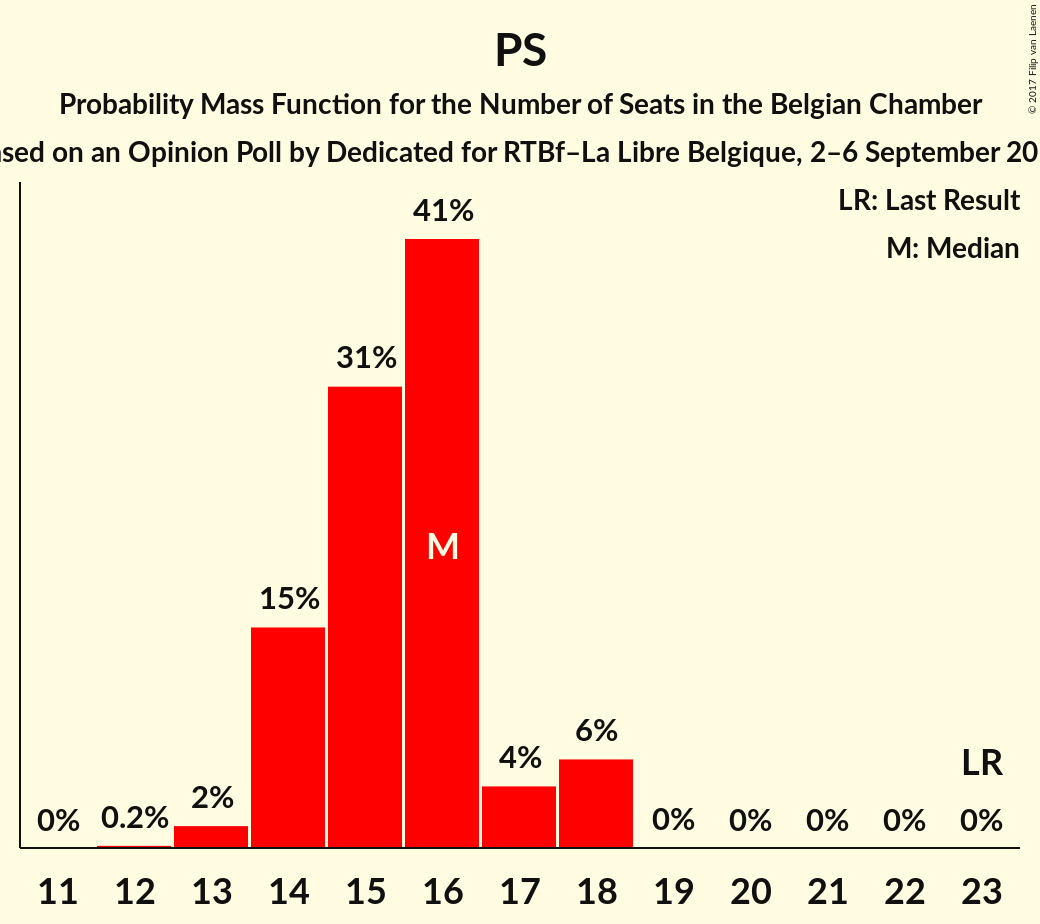 PS
Probability Mass Function for the Number of Seats in the Belgian Chamber
on an Opinion Poll by Dedicated for RTBf–La Libre Belgique, 2–6 September
LR: Last Result
M: Median
41%
31%
M
15%
6%
4%
LR
2%
0.2%
0%
0%
0%
0%
0%
0%
11 12 13 14 15 16 17 18 19 20 21 22 23
© 2017 Filip van Laenen